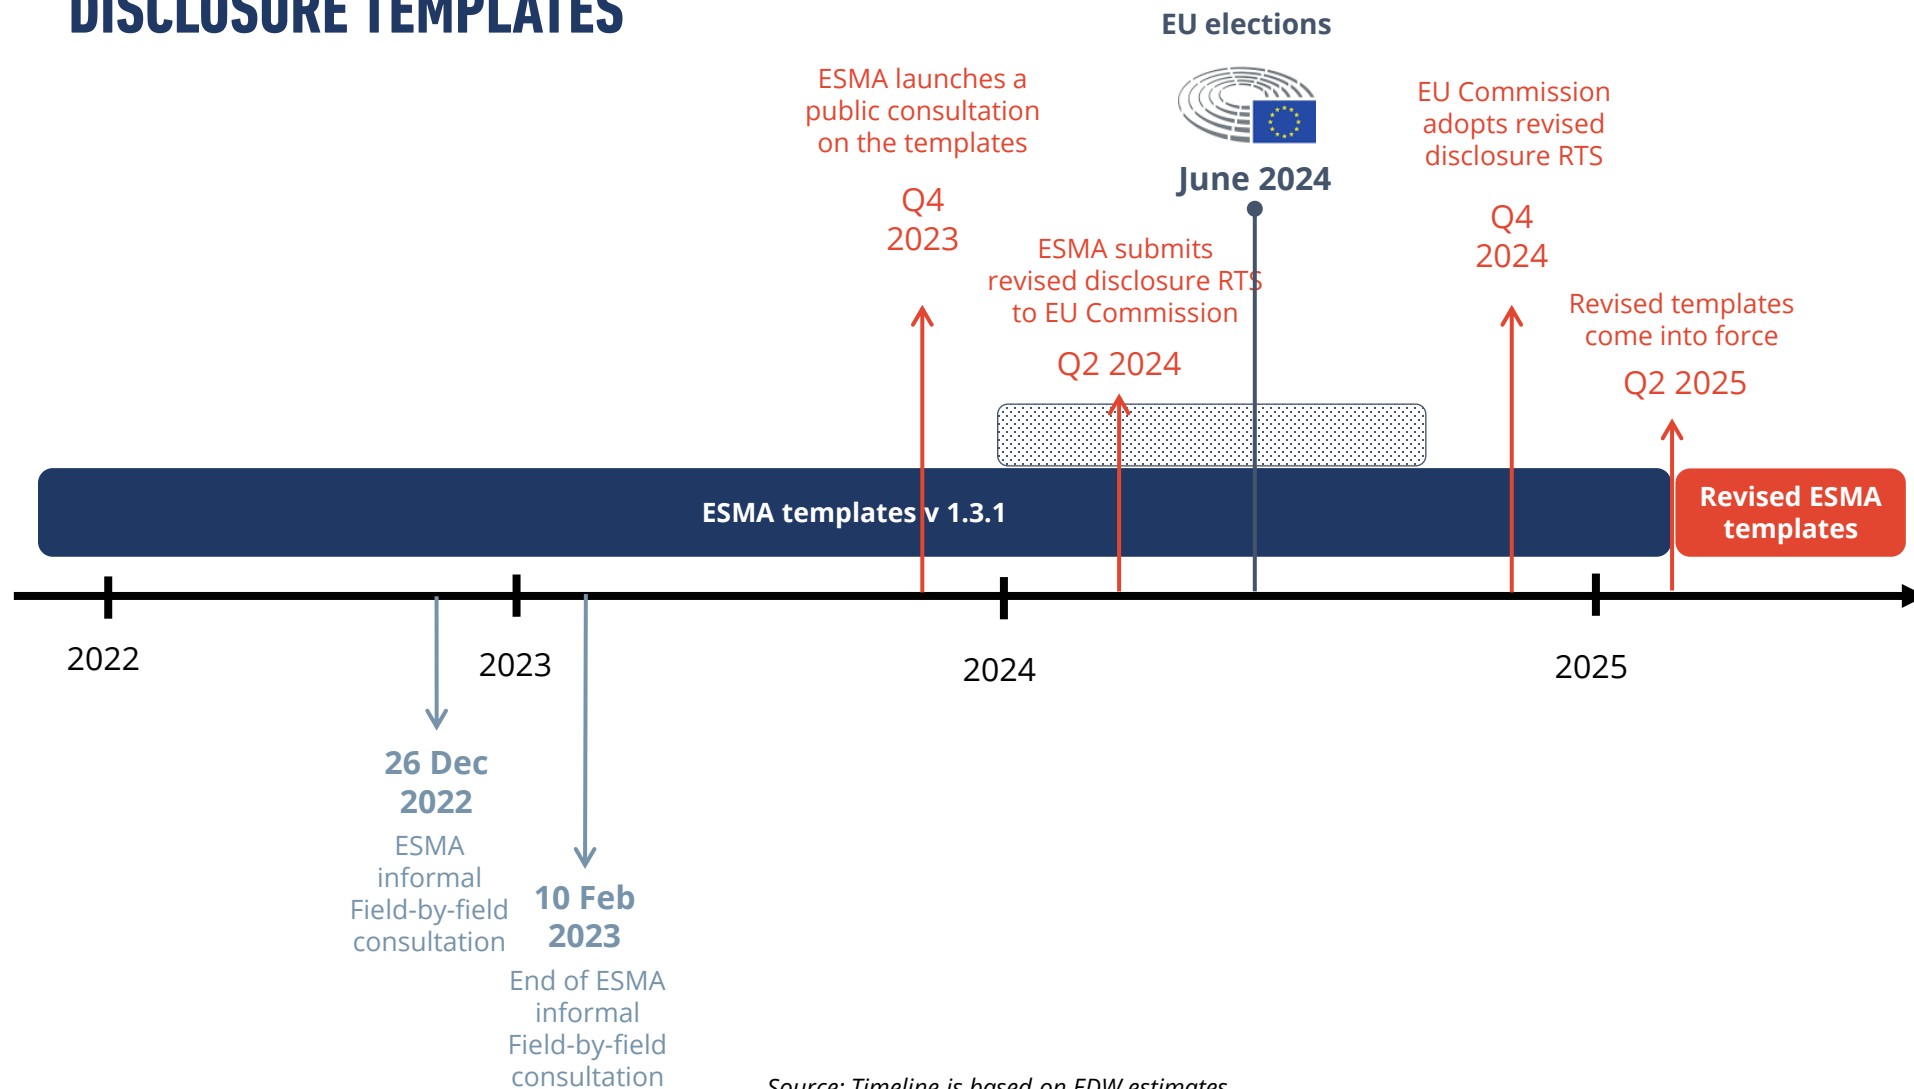 DISCLOSURE TEMPLATES
EU elections
June 2024
ESMA launches a
public consultation
on the templates
Q4
2023
ESMA submits
revised disclosure RTS
to EU Commission
Q2 2024
EU Commission
adopts revised
disclosure RTS
Q4
2024
Revised templates
come into force
Q2 2025
ESMA templates v 1.3.1
Revised ESMA
templates
2022
2023
2024
2025
26 Dec
2022
ESMA
informal
Field-by-field
consultation
10 Feb
2023
End of ESMA
informal
Field-by-field
consultation
Source: Timeline is based on EDW estimates